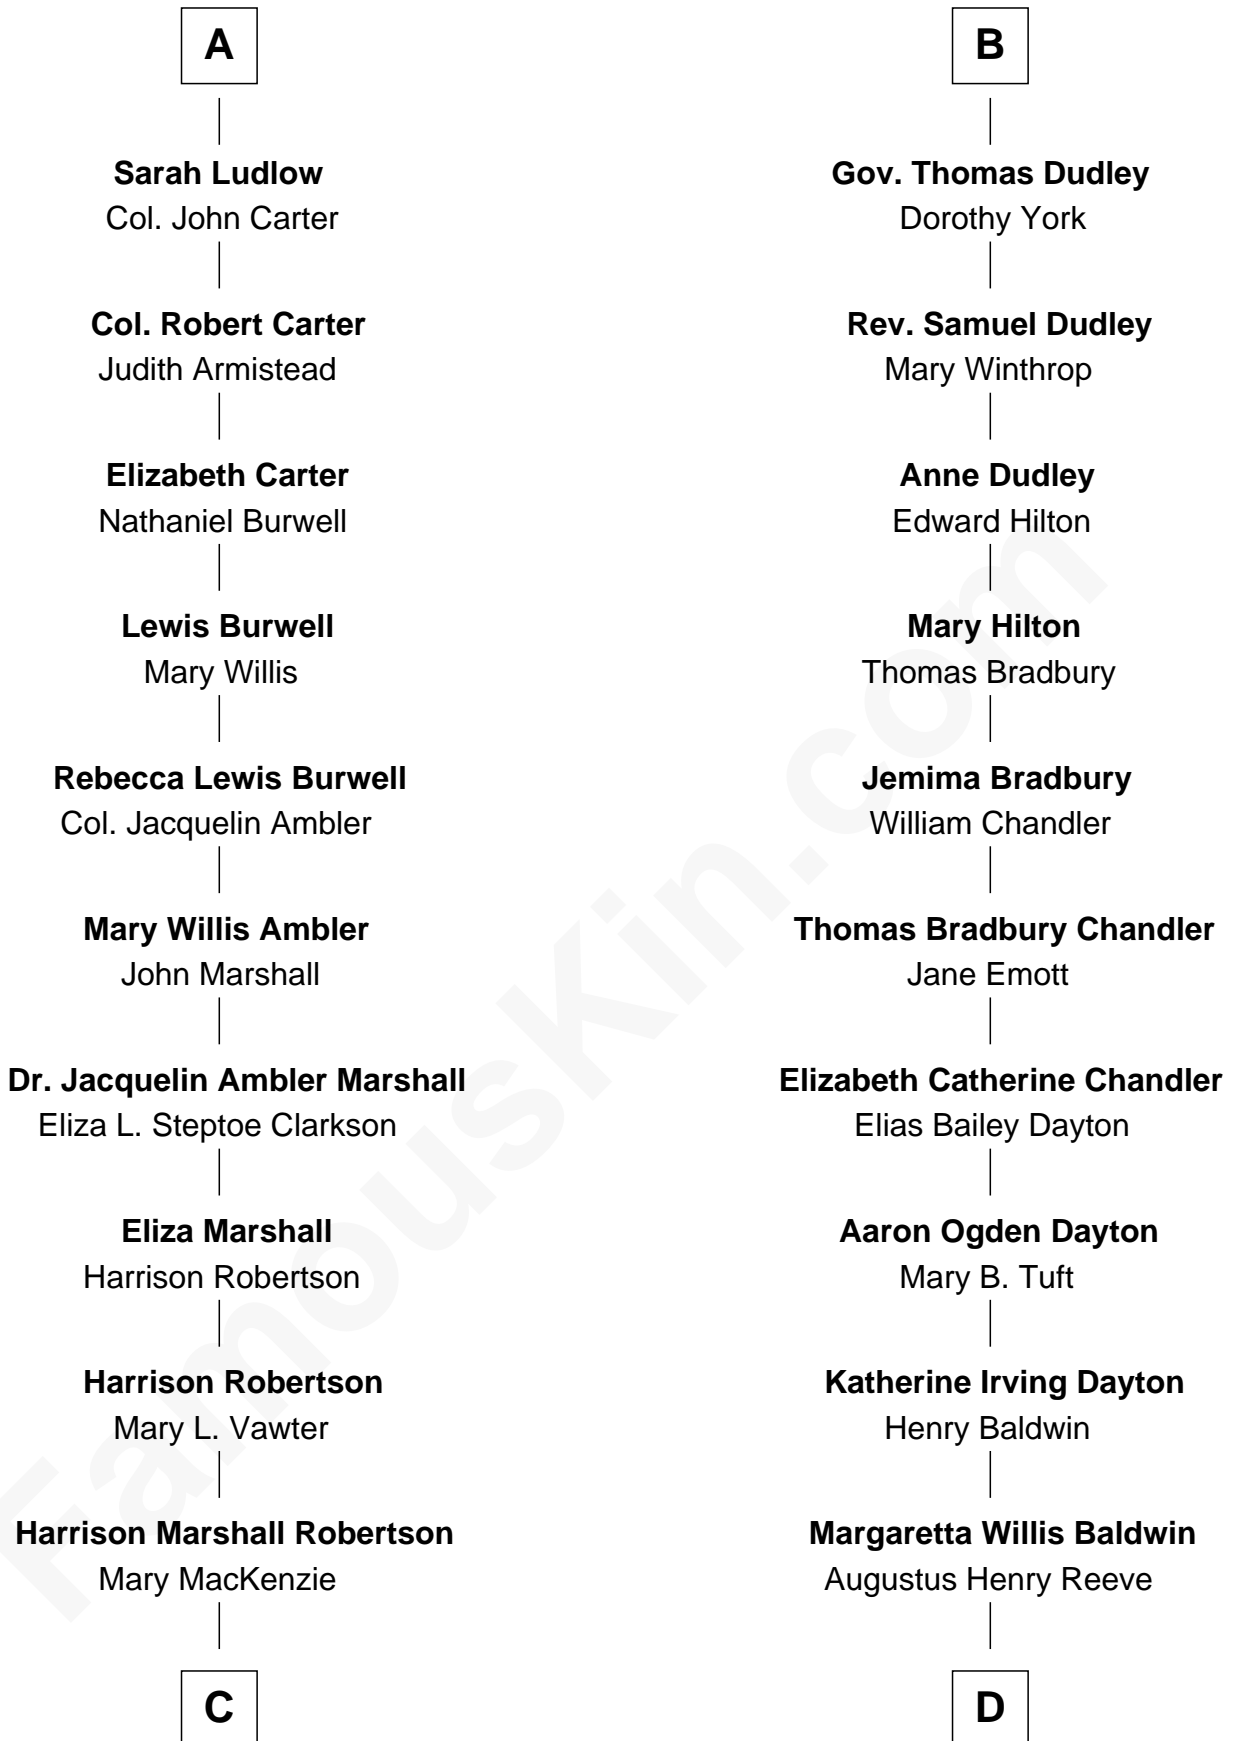 A
Sarah Ludlow
Col. John Carter
Col. Robert Carter
Judith Armistead
Elizabeth Carter
Nathaniel Burwell
Lewis Burwell
Mary Willis
Rebecca Lewis Burwell
Col. Jacquelin Ambler
Mary Willis Ambler
John Marshall
Dr. Jacquelin Ambler Marshall
Eliza L. Steptoe Clarkson
Eliza Marshall
Harrison Robertson
Harrison Robertson
Mary L. Vawter
Harrison Marshall Robertson
Mary MacKenzie
C
B
Gov. Thomas Dudley
Dorothy York
Rev. Samuel Dudley
Mary Winthrop
Anne Dudley
Edward Hilton
Mary Hilton
Thomas Bradbury
Jemima Bradbury
William Chandler
Thomas Bradbury Chandler
Jane Emott
Elizabeth Catherine Chandler
Elias Bailey Dayton
Aaron Ogden Dayton
Mary B. Tuft
Katherine Irving Dayton
Henry Baldwin
Margaretta Willis Baldwin
Augustus Henry Reeve
D
FamousKin.com